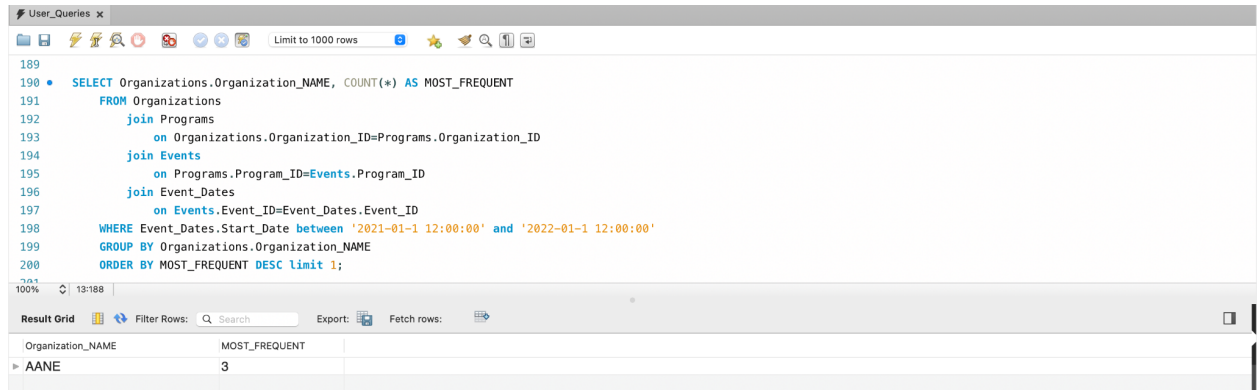 User_Queries x
Limit to 1000 rows
189
190 SELECT Organizations.Organization_NAME, COUNT(*) AS MOST_FREQUENT
191 FROM Organizations
192 join Programs
193 on Organizations.Organization_ID=Programs.Organization_ID
194 join Events
195 on Programs.Program_ID=Events.Program_ID
196 join Event_Dates
197 on Events.Event_ID=Event_Dates.Event_ID
198 WHERE Event_Dates.Start_Date between '2021-01-1 12:00:00' and '2022-01-1 12:00:00'
199 GROUP BY Organizations.Organization_NAME
200 ORDER BY MOST_FREQUENT DESC limit 1;
201
100% 13:188
Result Grid Filter Rows: Search Export: Fetch rows:
Organization_NAME MOST_FREQUENT
AANE 3